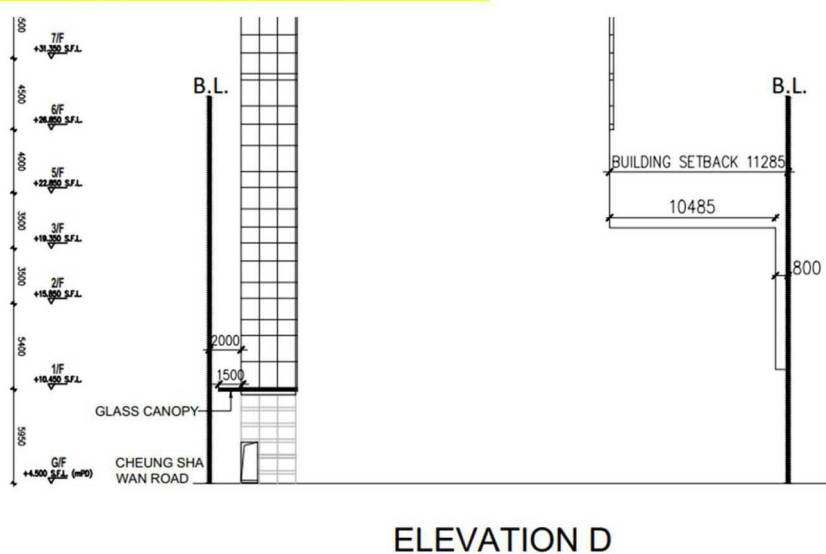 500
7/F
+31.350 S.F.L.
4500
6/F
+26.850 S.F.L.
4000
5/F
+22.850 S.F.L.
3500
3/F
+19.350 S.F.L.
3500
2/F
+15.850 S.F.L.
5400
1/F
+10.450 S.F.L.
5950
G/F
+4.500 S.F.L. (mPD)
B.L.
2000
1500
GLASS CANOPY
CHEUNG SHA
WAN ROAD
B.L.
BUILDING SETBACK 11285
10485
800
ELEVATION D